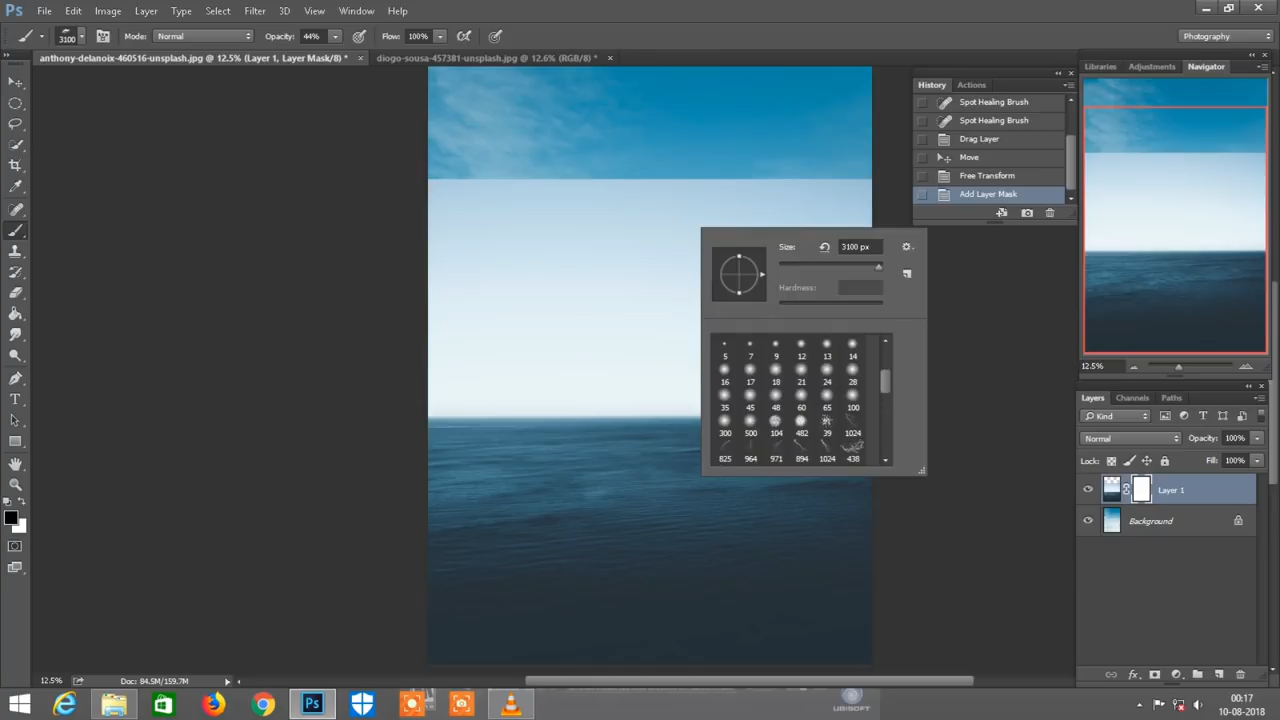 Ps File Edit Image Layer Type Select Filter 3D View Window Help
3100 Mode: Normal Opacity: 44% Flow: 100% Photography
anthony-delanoix-460516-unsplash.jpg @ 12.5% (Layer 1, Layer Mask/8) * × diogo-sousa-457381-unsplash.jpg @ 12.6% (RGB/8) * ×
Libraries Adjustments Navigator
History Actions
Spot Healing Brush
Spot Healing Brush
Drag Layer
Move
Free Transform
Add Layer Mask
Size: 3100 px
Hardness:
5 7 9 12 13 14
16 17 18 21 24 28
35 45 48 60 65 100
300 500 104 482 39 1024
825 964 971 894 1024 438
12.5%
Layers Channels Paths
Kind
Normal Opacity: 100%
Lock: Fill: 100%
Layer 1
Background
T
12.5% Doc: 84.5M/159.7M
Ps
UBISOFT
00:17
10-08-2018